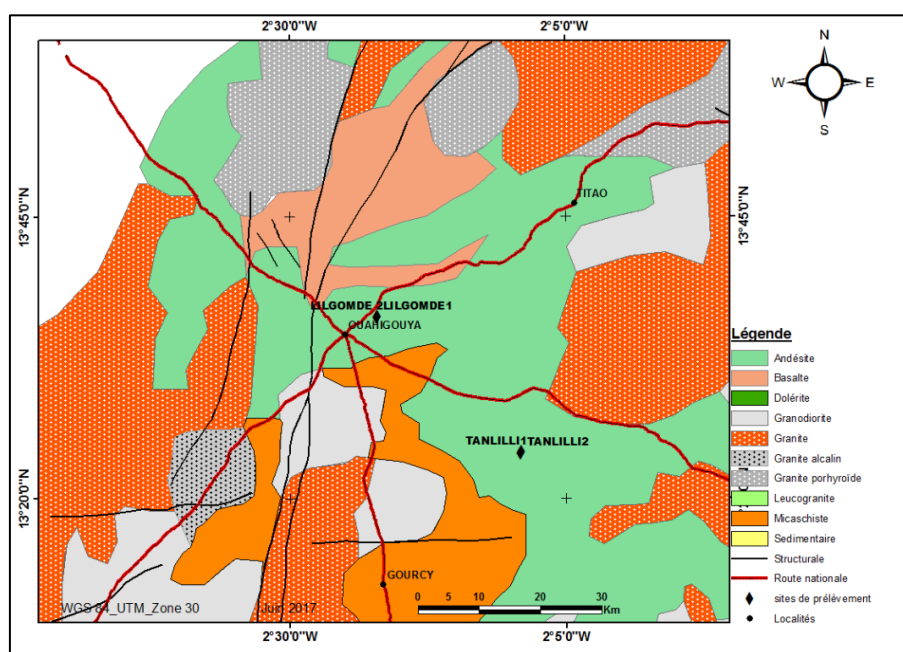 2°30'0"W
2°5'0"W
N
W
E
S
13°45'0"N
13°45'0"N
TITAO
LILGOMDE 2LILGOMDE1
OUAHIGOUYA
TANLILLI1TANLILLI2
13°20'0"N
GOURCY
WGS 84_UTM_Zone 30
Juin 2017
0
5
10
20
30
Km
2°30'0"W
2°5'0"W
Légende
Andésite
Basalte
Dolérite
Granodiorite
Granite
Granite alcalin
Granite porhyroïde
Leucogranite
Micaschiste
Sedimentaire
Structurale
Route nationale
sites de prélèvement
Localités